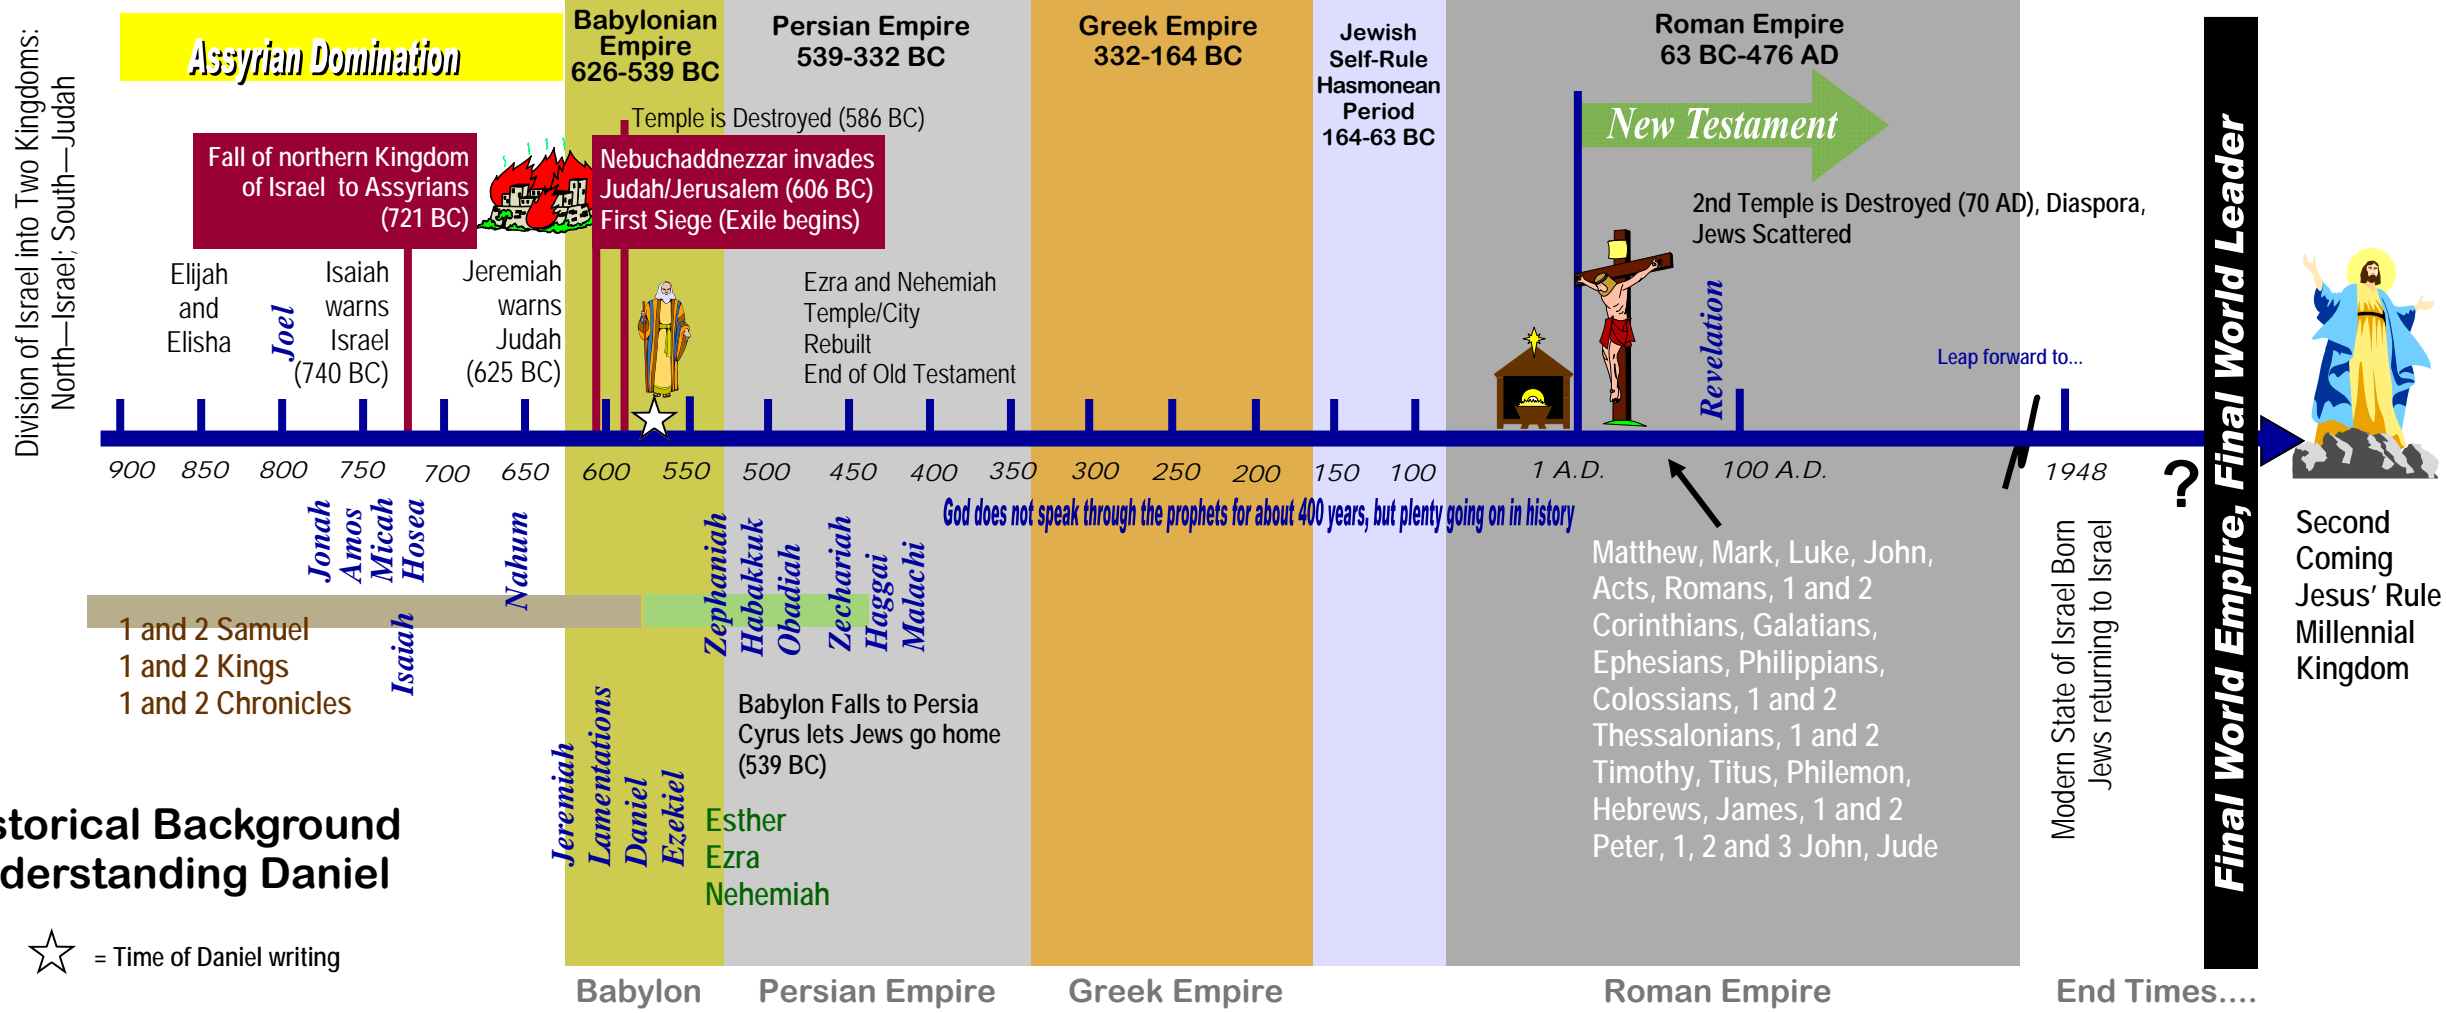 Division of Israel into Two Kingdoms:
North—Israel; South—Judah
Assyrian Domination
Babylonian
Empire
626-539 BC
Persian Empire
539-332 BC
Greek Empire
332-164 BC
Jewish
Self-Rule
Hasmonean
Period
164-63 BC
Roman Empire
63 BC-476 AD
New Testament
Temple is Destroyed (586 BC)
Fall of northern Kingdom
of Israel to Assyrians
(721 BC)
Nebuchaddnezzar invades
Judah/Jerusalem (606 BC)
First Siege (Exile begins)
2nd Temple is Destroyed (70 AD), Diaspora,
Jews Scattered
Elijah
and
Elisha
Joel
Isaiah
warns
Israel
(740 BC)
Jeremiah
warns
Judah
(625 BC)
Ezra and Nehemiah
Temple/City
Rebuilt
End of Old Testament
Revelation
Leap forward to...
900 850 800 750 700 650 600 550 500 450 400 350 300 250 200 150 100 1 A.D. 100 A.D. 1948 ?
God does not speak through the prophets for about 400 years, but plenty going on in history
Jonah
Amos
Micah
Hosea
Isaiah
Nahum
Zephaniah
Habakkuk
Obadiah
Zechariah
Haggai
Malachi
1 and 2 Samuel
1 and 2 Kings
1 and 2 Chronicles
Jeremiah
Lamentations
Daniel
Ezekiel
Babylon Falls to Persia
Cyrus lets Jews go home
(539 BC)
Esther
Ezra
Nehemiah
Matthew, Mark, Luke, John,
Acts, Romans, 1 and 2
Corinthians, Galatians,
Ephesians, Philippians,
Colossians, 1 and 2
Thessalonians, 1 and 2
Timothy, Titus, Philemon,
Hebrews, James, 1 and 2
Peter, 1, 2 and 3 John, Jude
Modern State of Israel Born
Jews returning to Israel
Final World Empire, Final World Leader
Second
Coming
Jesus' Rule
Millennial
Kingdom
storical Background
derstanding Daniel
= Time of Daniel writing
Babylon
Persian Empire
Greek Empire
Roman Empire
End Times....